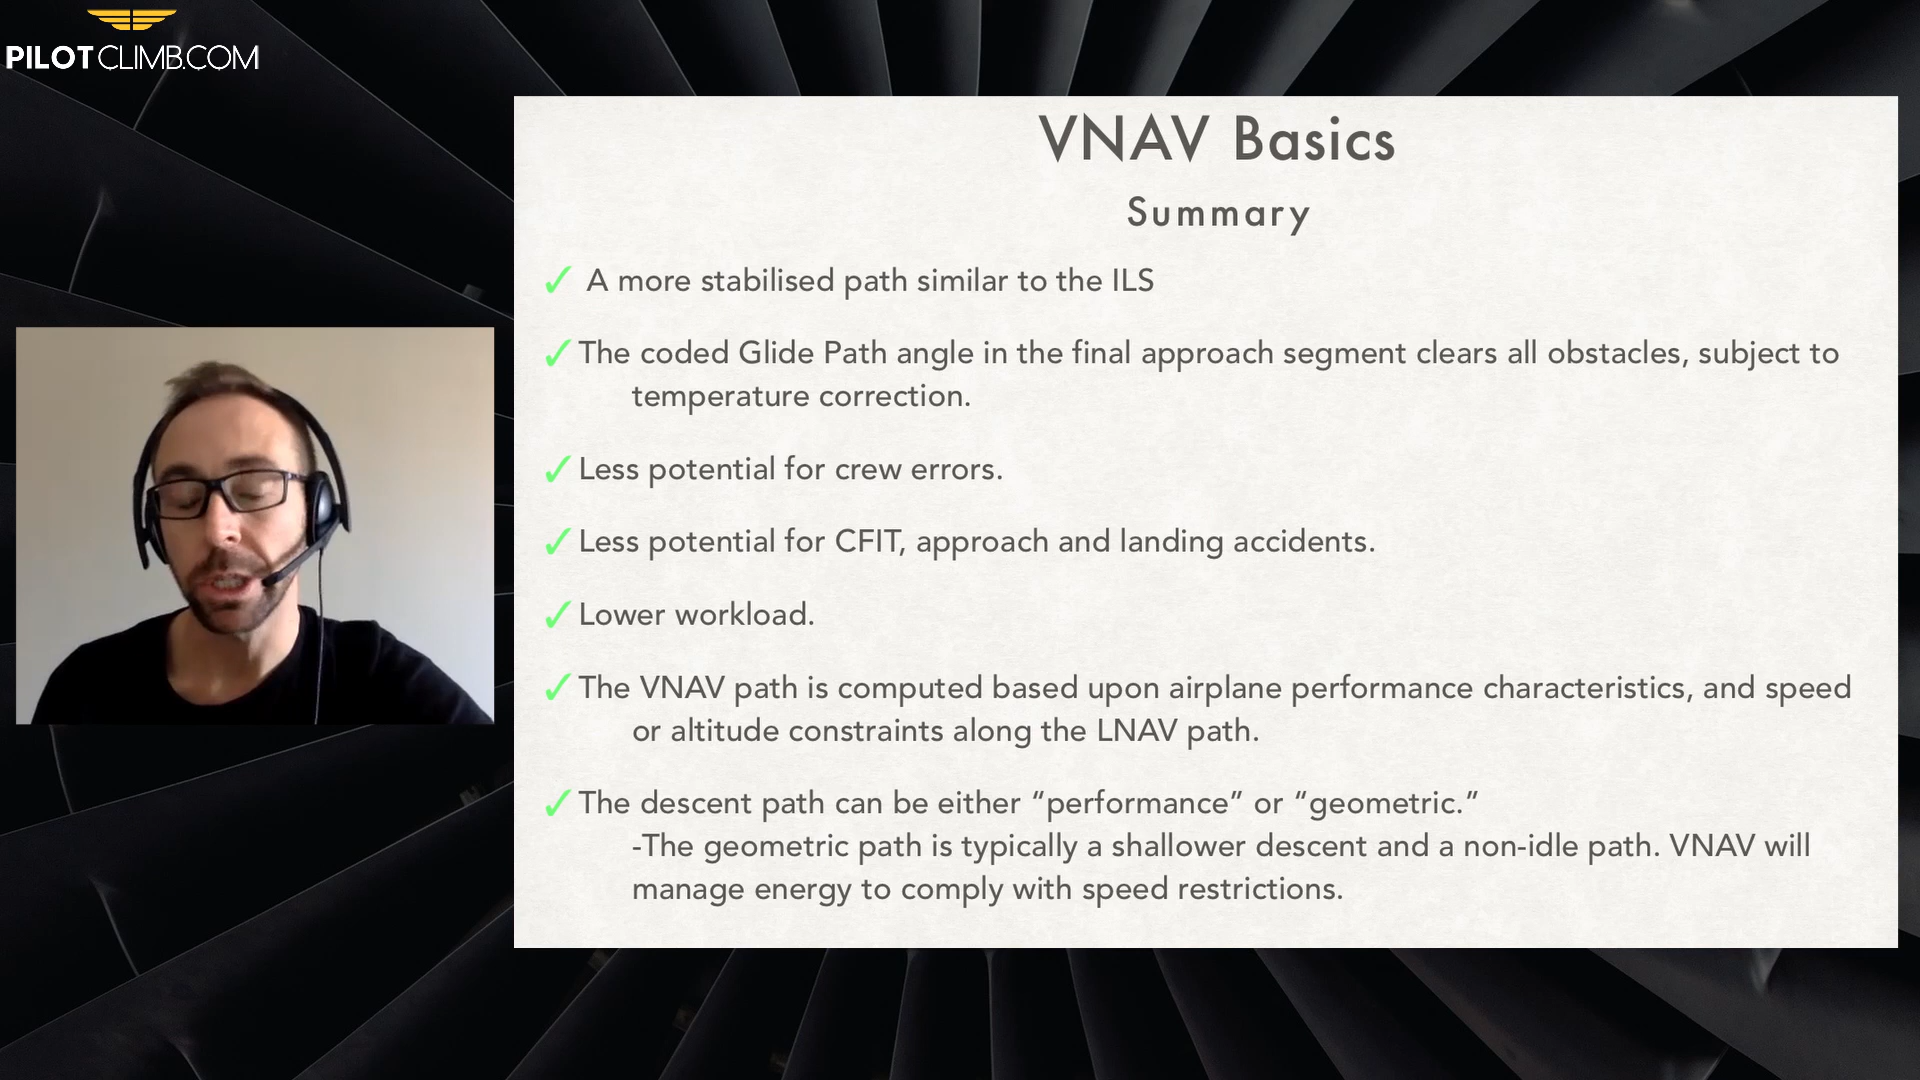 PILOTCLIMB.COM
VNAV Basics
Summary
✓ A more stabilised path similar to the ILS
✓ The coded Glide Path angle in the final approach segment clears all obstacles, subject to
temperature correction.
✓ Less potential for crew errors.
✓ Less potential for CFIT, approach and landing accidents.
✓ Lower workload.
✓ The VNAV path is computed based upon airplane performance characteristics, and speed
or altitude constraints along the LNAV path.
✓ The descent path can be either “performance” or “geometric.”
-The geometric path is typically a shallower descent and a non-idle path. VNAV will
manage energy to comply with speed restrictions.